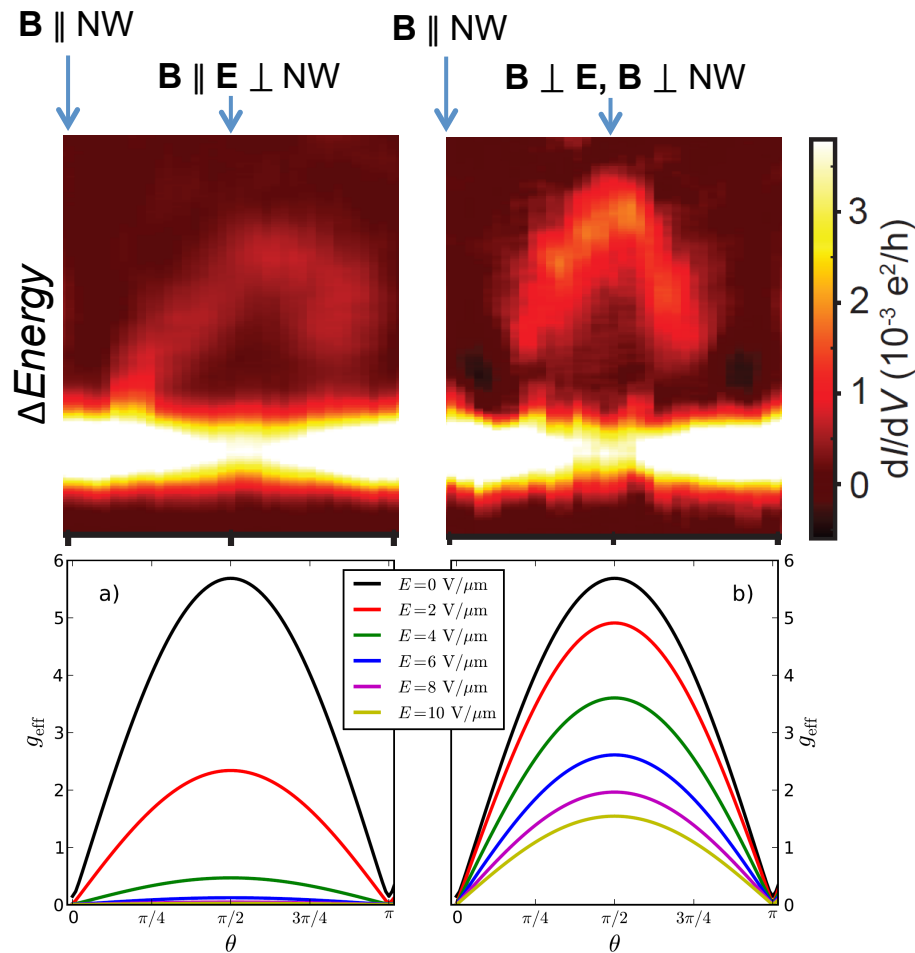 B ∥ NW
B ∥ NW
B ∥ E ⊥ NW
B ⊥ E, B ⊥ NW
ΔEnergy
3
2
1
0
dI/dV (10⁻³ e²/h)
a)
b)
E=0 V/μm
E=2 V/μm
E=4 V/μm
E=6 V/μm
E=8 V/μm
E=10 V/μm
6
5
4
3
2
1
0
g_eff
0 π/4 π/2 3π/4 π
θ
6
5
4
3
2
1
0
g_eff
0 π/4 π/2 3π/4 π
θ